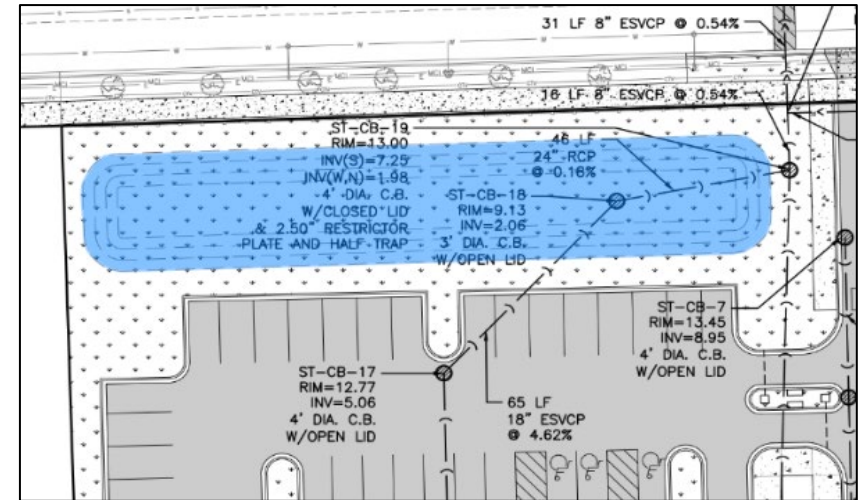 31 LF 8" ESVCP @ 0.54%
16 LF 8" ESVCP @ 0.54%
ST-CB-19
RIM=13.00
INV(S)=7.25
INV(W,N)=1.98
4' DIA. C.B.
W/CLOSED LID
& 2.50" RESTRICTOR
PLATE AND HALF TRAP
46 LF
24" RCP
@ 0.16%
ST-CB-18
RIM=9.13
INV=2.06
3' DIA. C.B.
W/OPEN LID
ST-CB-7
RIM=13.45
INV=8.95
4' DIA. C.B.
W/OPEN LID
ST-CB-17
RIM=12.77
INV=5.06
4' DIA. C.B.
W/OPEN LID
65 LF
18" ESVCP
@ 4.62%